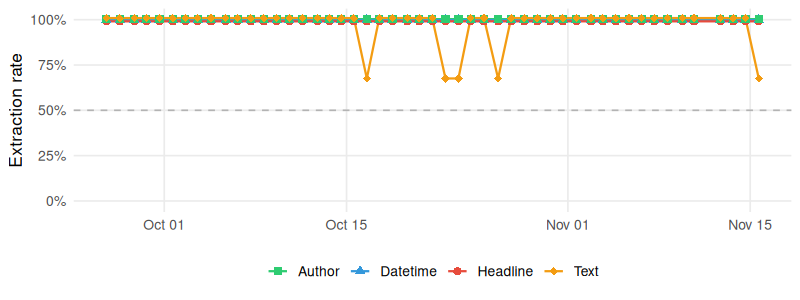 100%
75%
50%
25%
0%
Extraction rate
Oct 01
Oct 15
Nov 01
Nov 15
Author
Datetime
Headline
Text